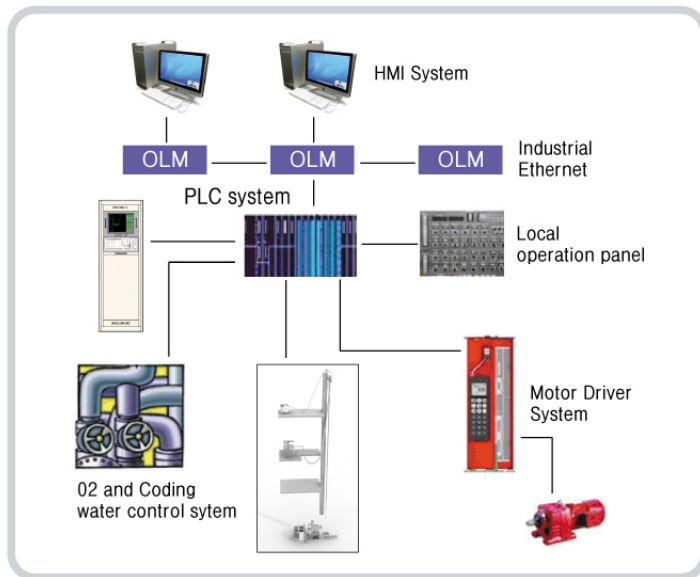 HMI System
OLM
OLM
OLM
Industrial
Ethernet
PLC system
Local
operation panel
Motor Driver
System
02 and Coding
water control sytem